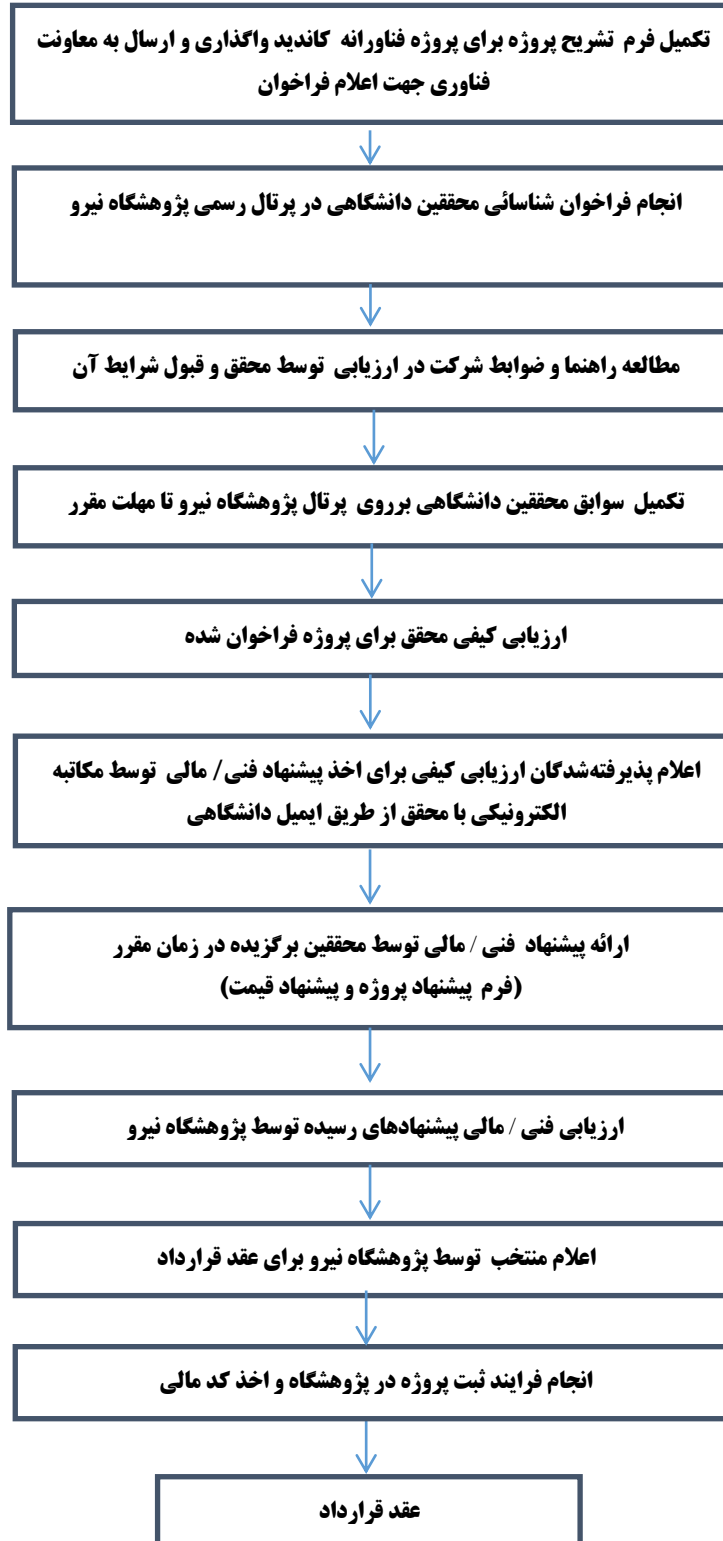 تکمیل فرم تشریح پروژه برای پروژه فناورانه کاندید واگذاری و ارسال به معاونت
فناوری جهت اعلام فراخوان
انجام فراخوان شناسائی محققین دانشگاهی در پرتال رسمی پژوهشگاه نیرو
مطالعه راهنما و ضوابط شرکت در ارزیابی توسط محقق و قبول شرایط آن
تکمیل سوابق محققین دانشگاهی برروی پرتال پژوهشگاه نیرو تا مهلت مقرر
ارزیابی کیفی محقق برای پروژه فراخوان شده
اعلام پذیرفته‌شدگان ارزیابی کیفی برای اخذ پیشنهاد فنی/ مالی توسط مکاتبه
الکترونیکی با محقق از طریق ایمیل دانشگاهی
ارائه پیشنهاد فنی / مالی توسط محققین برگزیده در زمان مقرر
(فرم پیشنهاد پروژه و پیشنهاد قیمت)
ارزیابی فنی / مالی پیشنهادهای رسیده توسط پژوهشگاه نیرو
اعلام منتخب توسط پژوهشگاه نیرو برای عقد قرارداد
انجام فرایند ثبت پروژه در پژوهشگاه و اخذ کد مالی
عقد قرارداد